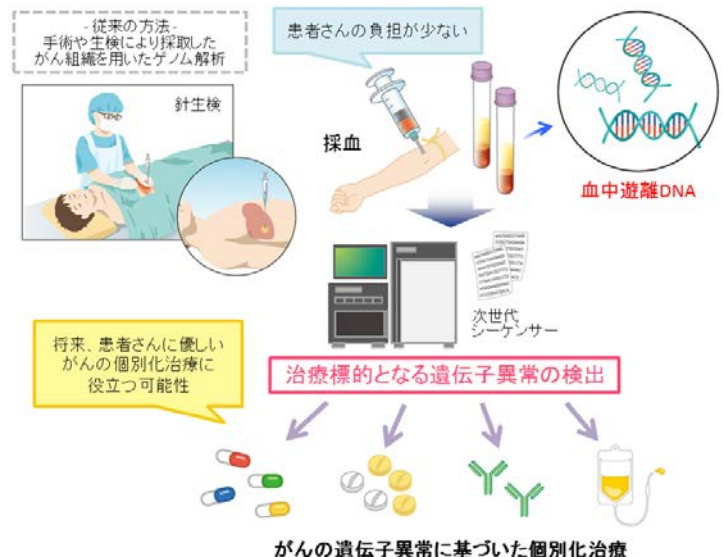 - 従来の方法 -
手術や生検により採取した
がん組織を用いたゲノム解析
針生検
患者さんの負担が少ない
採血
血中遊離DNA
次世代
シーケンサー
将来、患者さんに優しい
がんの個別化治療に
役立つ可能性
治療標的となる遺伝子異常の検出
がんの遺伝子異常に基づいた個別化治療